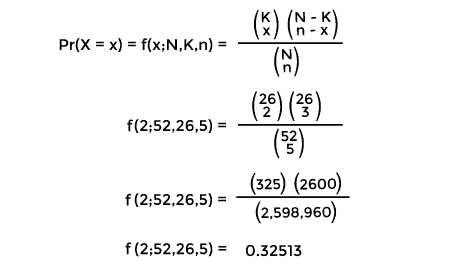 Pr(X = x) = f(x;N,K,n) = (K x) (N - K n - x) / (N n)
f(2;52,26,5) = (26 2) (26 3) / (52 5)
f(2;52,26,5) = (325) (2600) / (2,598,960)
f(2;52,26,5) = 0.32513